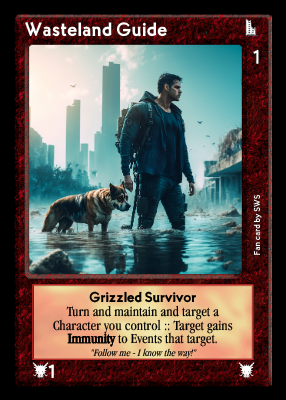 Wasteland Guide
1
Fan card by SWS
Grizzled Survivor
Turn and maintain and target a
Character you control :: Target gains
Immunity to Events that target.
"Follow me - I know the way!"
1